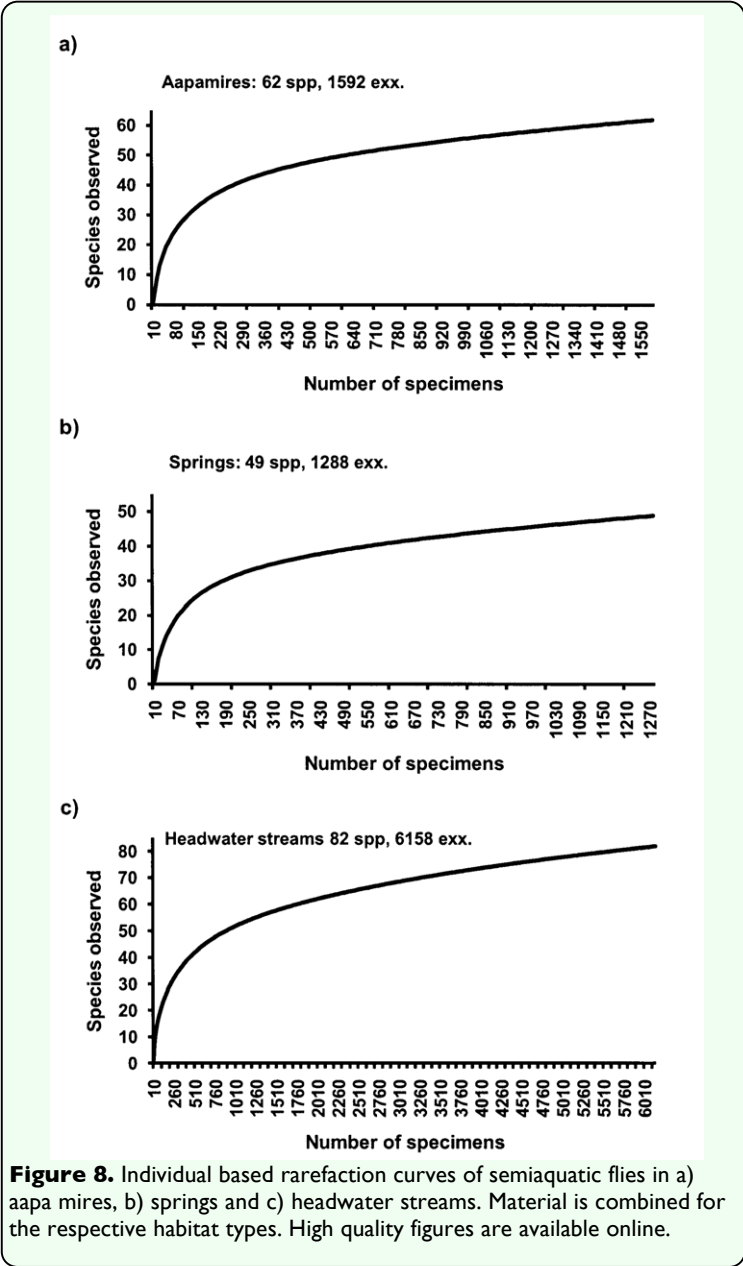 a)
Aapamires: 62 spp, 1592 exx.
Species observed
60
50
40
30
20
10
0
10 80 150 220 290 360 430 500 570 640 710 780 850 920 990 1060 1130 1200 1270 1340 1410 1480 1550
Number of specimens
b)
Springs: 49 spp, 1288 exx.
Species observed
50
40
30
20
10
0
10 70 130 190 250 310 370 430 490 550 610 670 730 790 850 910 970 1030 1090 1150 1210 1270
Number of specimens
c)
Headwater streams 82 spp, 6158 exx.
Species observed
80
70
60
50
40
30
20
10
0
10 260 510 760 1010 1260 1510 1760 2010 2260 2510 2760 3010 3260 3510 3760 4010 4260 4510 4760 5010 5260 5510 5760 6010
Number of specimens
Figure 8. Individual based rarefaction curves of semiaquatic flies in a)
aapa mires, b) springs and c) headwater streams. Material is combined for
the respective habitat types. High quality figures are available online.